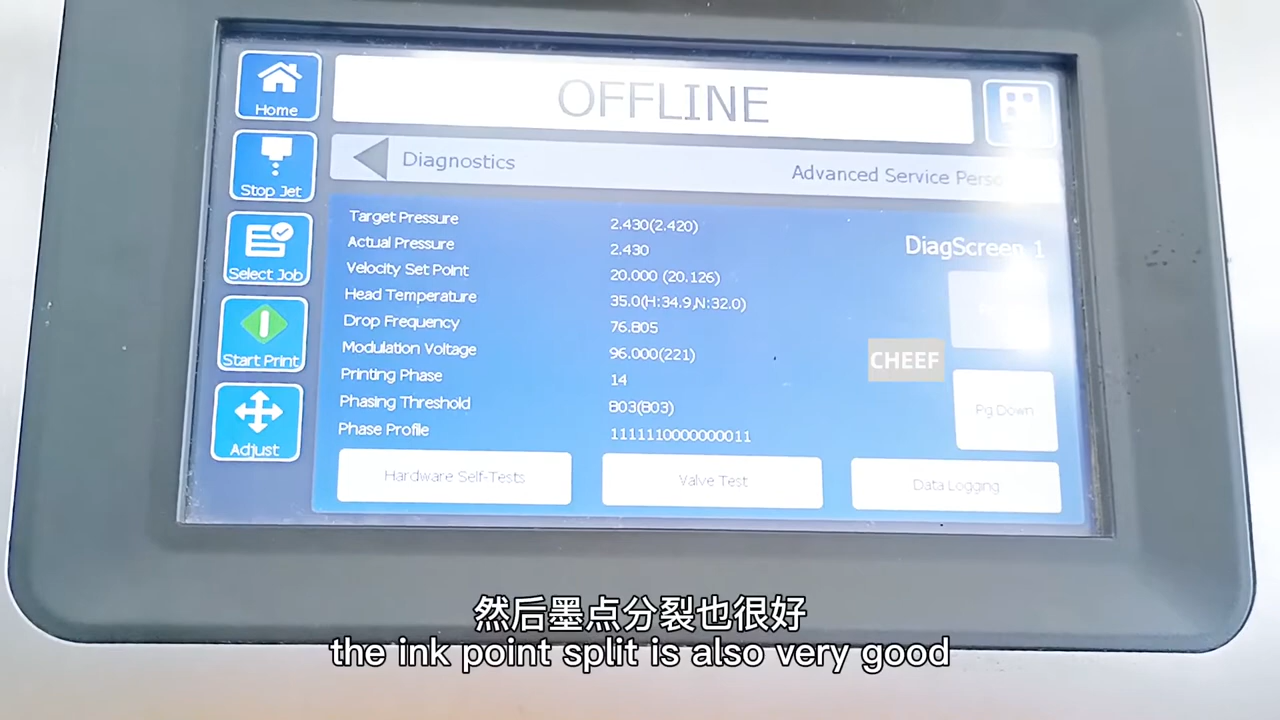 OFFLINE
Home
Diagnostics
Advanced Service
Stop Jet
Target Pressure 2.430(2.420)
Actual Pressure 2.430
DiagScreen 1
Velocity Set Point 20.000 (20.126)
Select Job
Head Temperature 35.0(H:34.9,N:32.0)
Drop Frequency 76.805
Modulation Voltage 96.000(221)
CHEEF
Start Print
Printing Phase 14
Phasing Threshold 803(803)
Pg Down
Phase Profile 1111110000000011
Adjust
Hardware Self-Tests
Valve Test
Data Logging
然后墨点分裂也很好
the ink point split is also very good